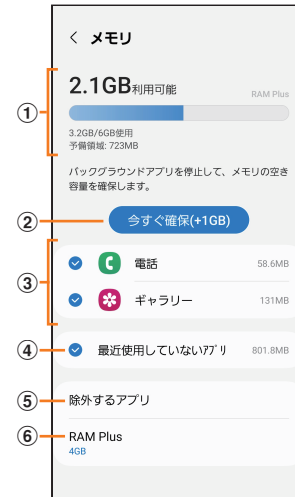 < メモリ
2.1GB利用可能
RAM Plus
①
3.2GB/6GB使用
予備領域: 723MB
バックグラウンドアプリを停止して、メモリの空き
容量を確保します。
② 今すぐ確保(+1GB)
電話 58.6MB
③
ギャラリー 131MB
④ 最近使用していないｱﾌﾟﾘ 801.8MB
⑤ 除外するアプリ
⑥ RAM Plus
4GB